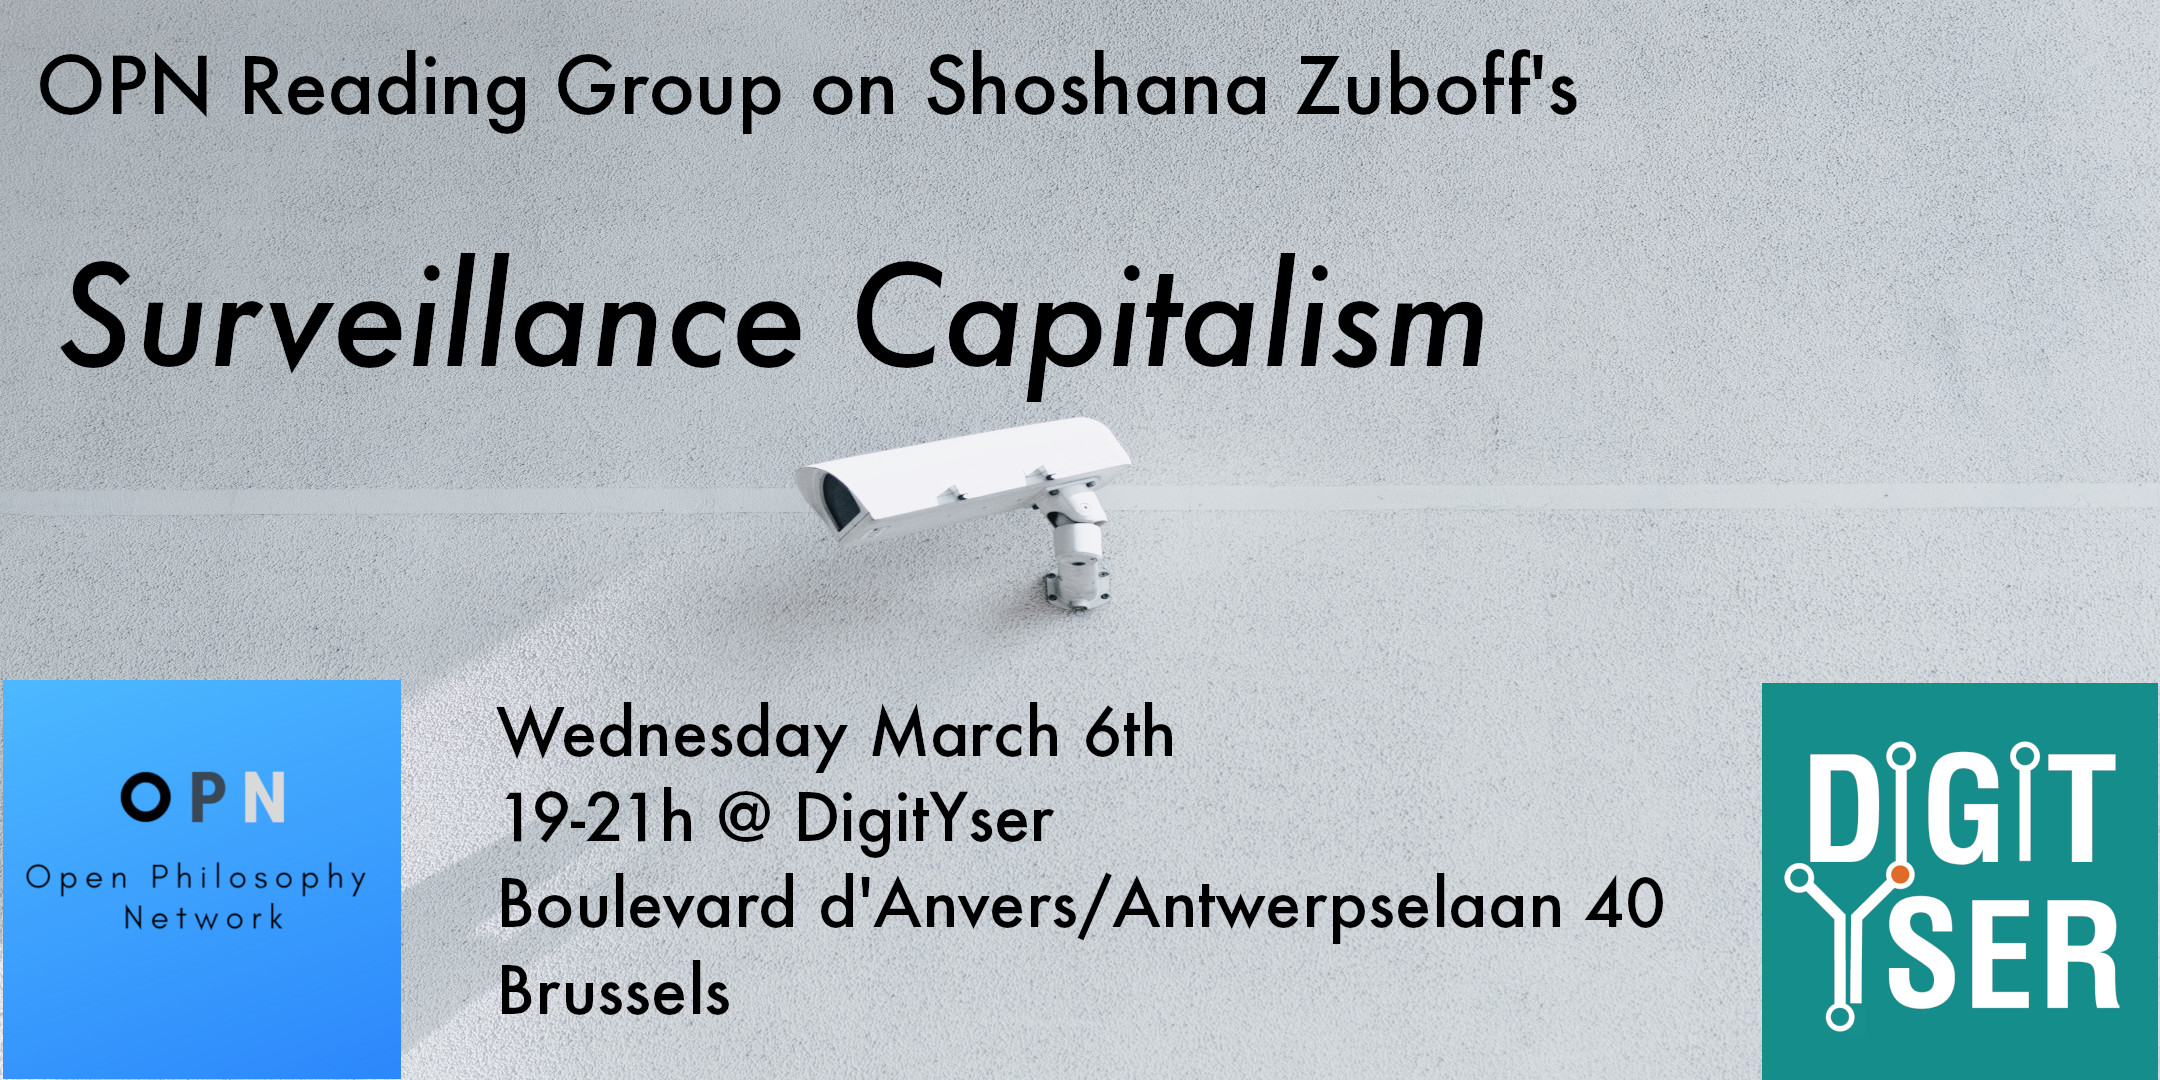 OPN Reading Group on Shoshana Zuboff's
Surveillance Capitalism
Wednesday March 6th
19-21h @ DigitYser
Boulevard d'Anvers/Antwerpselaan 40
Brussels
OPN
Open Philosophy
Network
DIGIT
YSER